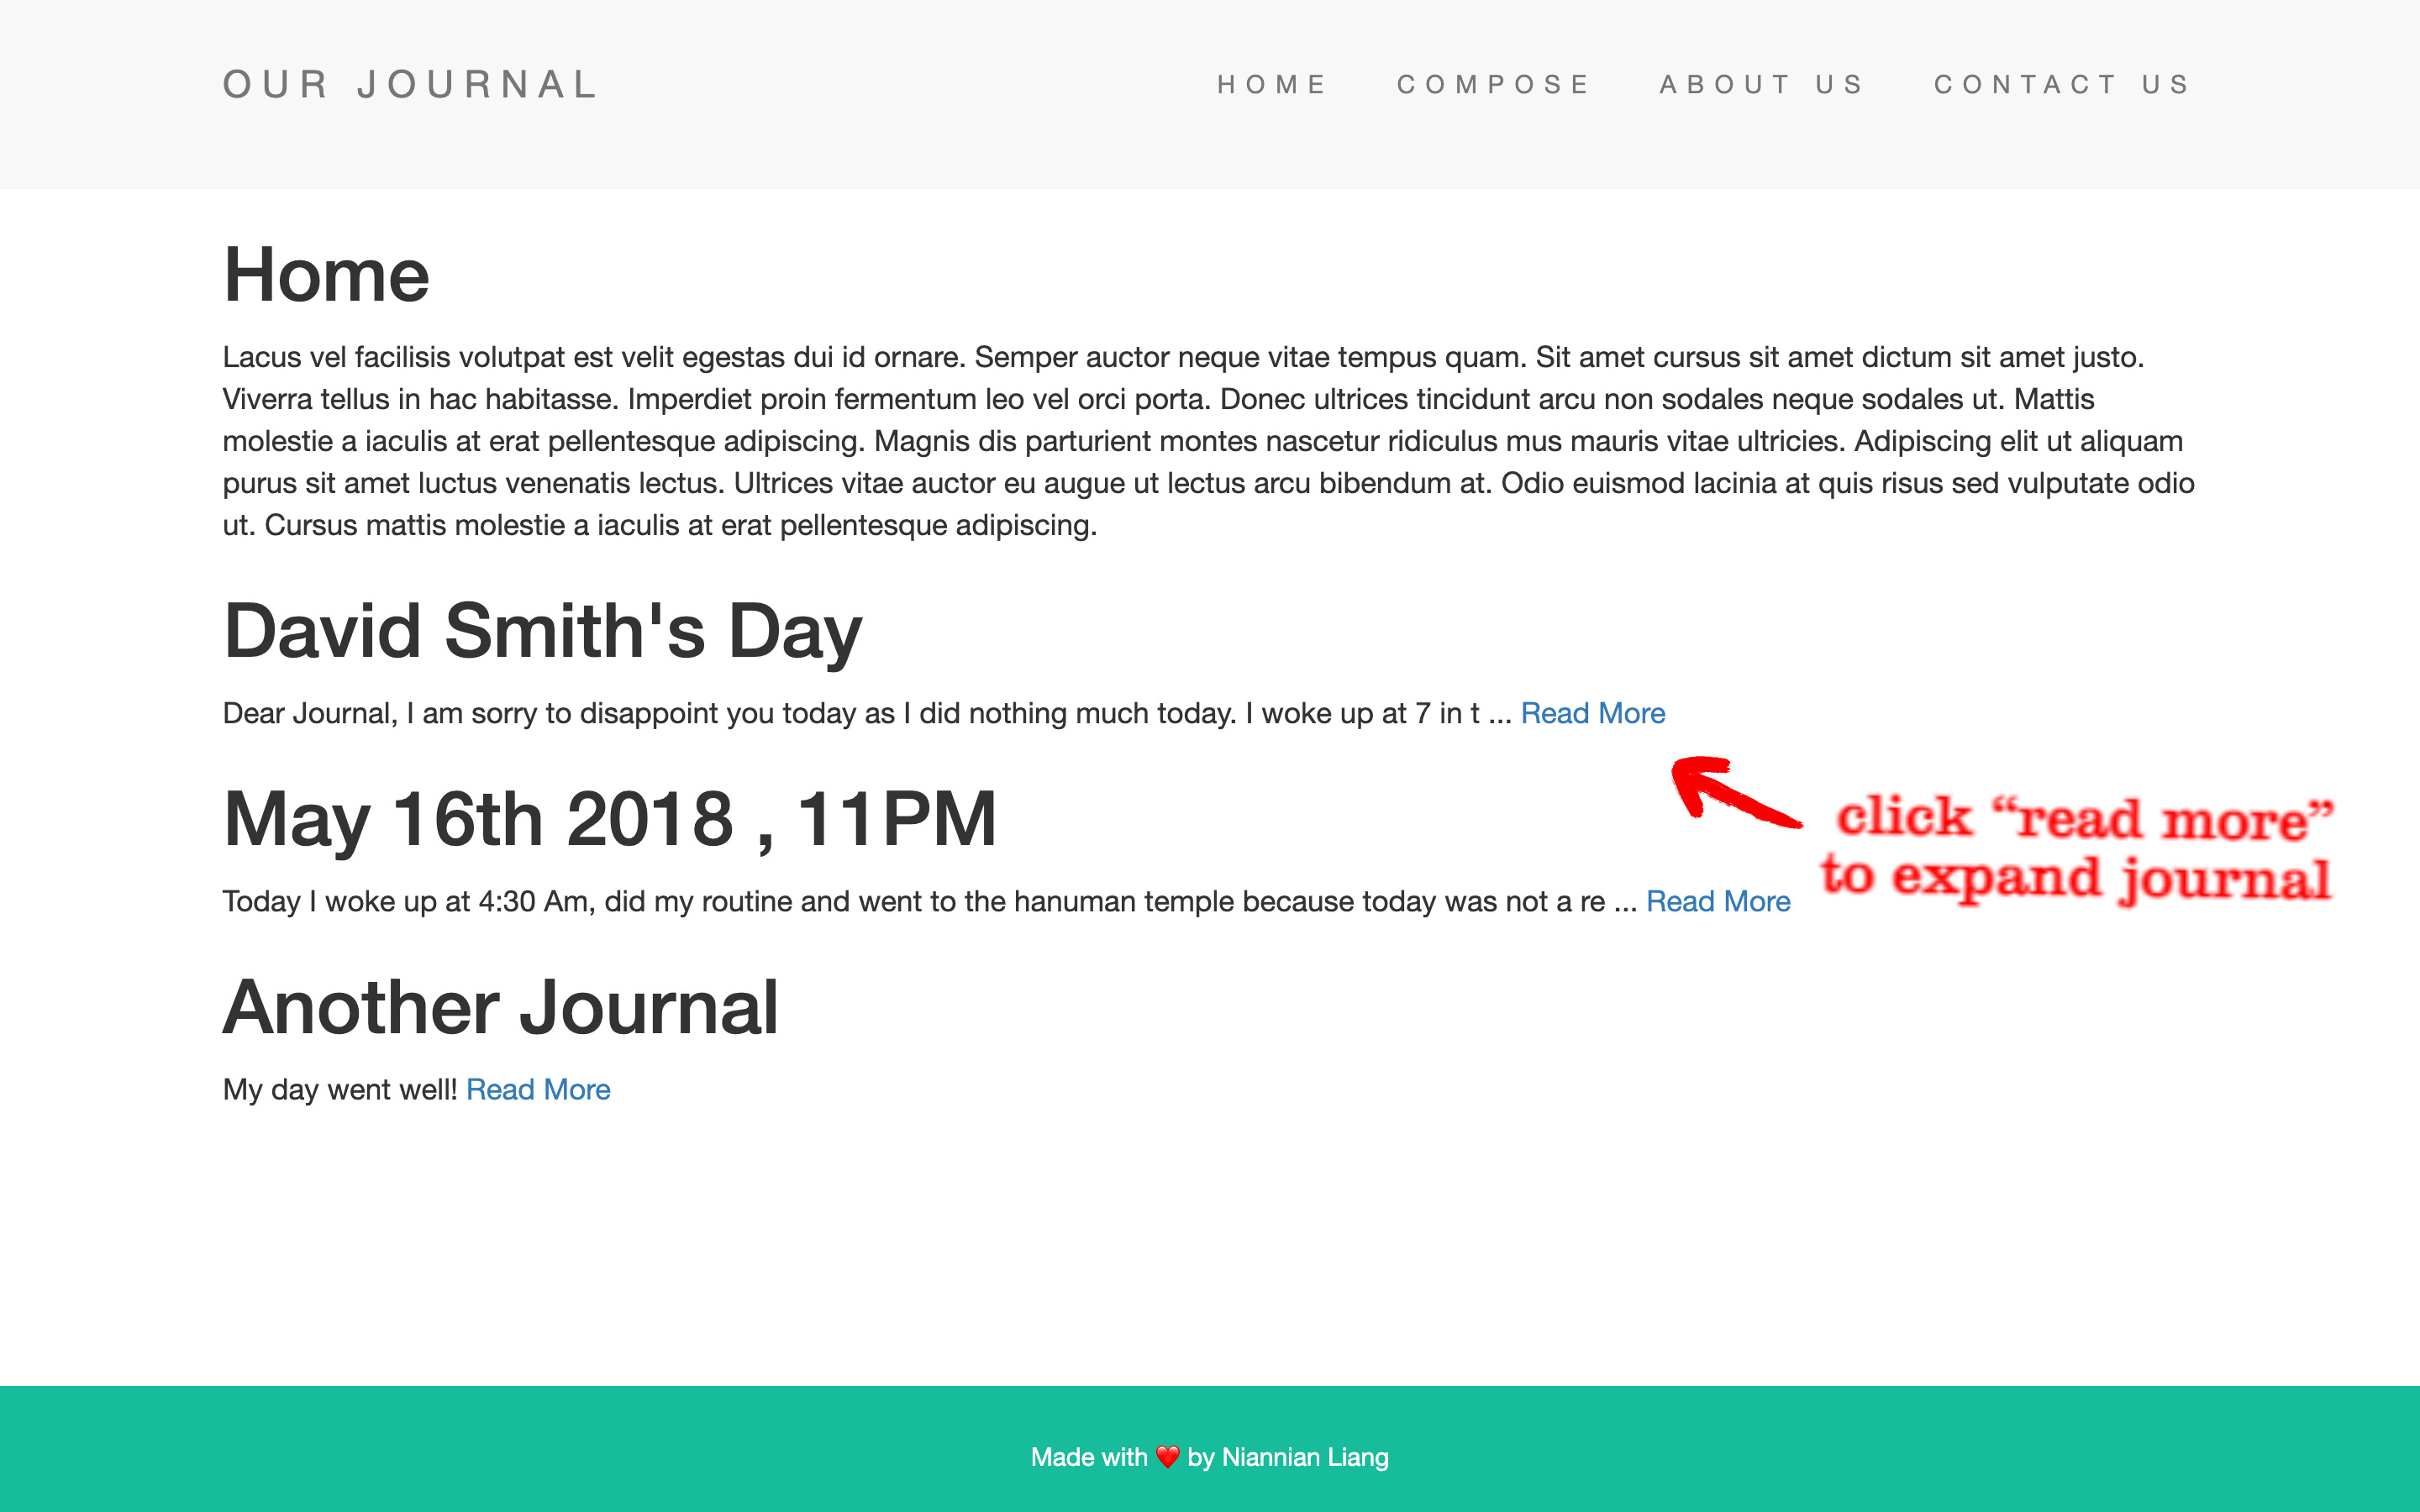 OUR JOURNAL
HOME COMPOSE ABOUT US CONTACT US
Home
Lacus vel facilisis volutpat est velit egestas dui id ornare. Semper auctor neque vitae tempus quam. Sit amet cursus sit amet dictum sit amet justo.
Viverra tellus in hac habitasse. Imperdiet proin fermentum leo vel orci porta. Donec ultrices tincidunt arcu non sodales neque sodales ut. Mattis
molestie a iaculis at erat pellentesque adipiscing. Magnis dis parturient montes nascetur ridiculus mus mauris vitae ultricies. Adipiscing elit ut aliquam
purus sit amet luctus venenatis lectus. Ultrices vitae auctor eu augue ut lectus arcu bibendum at. Odio euismod lacinia at quis risus sed vulputate odio
ut. Cursus mattis molestie a iaculis at erat pellentesque adipiscing.
David Smith's Day
Dear Journal, I am sorry to disappoint you today as I did nothing much today. I woke up at 7 in t ... Read More
May 16th 2018 , 11PM
click “read more”
to expand journal
Today I woke up at 4:30 Am, did my routine and went to the hanuman temple because today was not a re ... Read More
Another Journal
My day went well! Read More
Made with ❤️ by Niannian Liang